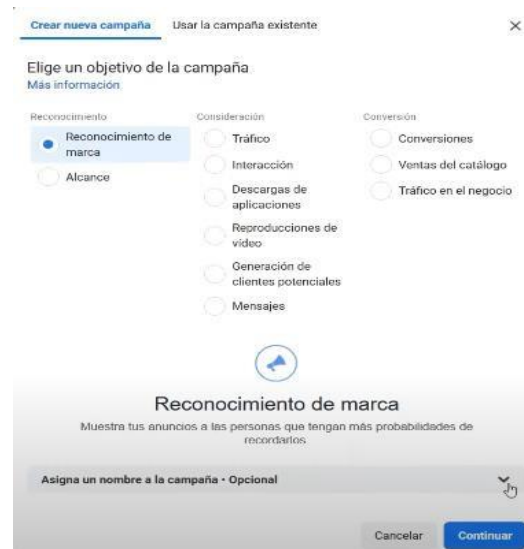 Crear nueva campaña
Usar la campaña existente
Elige un objetivo de la campaña
Más información
Reconocimiento
Reconocimiento de
marca
Alcance
Consideración
Tráfico
Interacción
Descargas de
aplicaciones
Reproducciones de
vídeo
Generación de
clientes potenciales
Mensajes
Conversión
Conversiones
Ventas del catálogo
Tráfico en el negocio
Reconocimiento de marca
Muestra tus anuncios a las personas que tengan más probabilidades de
recordarlos
Asigna un nombre a la campaña • Opcional
Cancelar
Continuar